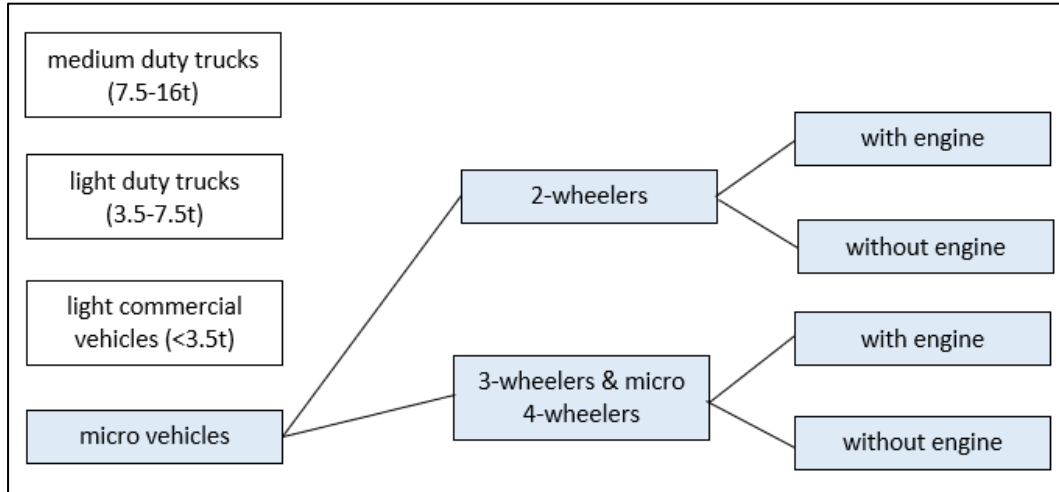 medium duty trucks
(7.5-16t)
light duty trucks
(3.5-7.5t)
light commercial
vehicles (<3.5t)
micro vehicles
2-wheelers
3-wheelers & micro
4-wheelers
with engine
without engine
with engine
without engine